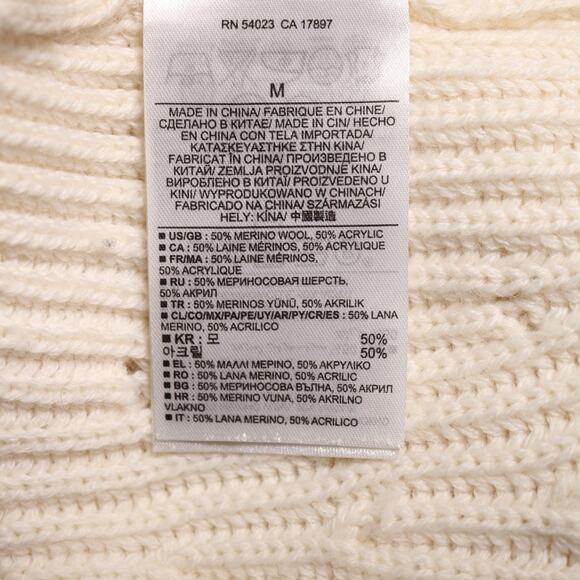 RN 54023 CA 17897
M
MADE IN CHINA/ FABRIQUE EN CHINE/
СДЕЛАНО В КИТАЕ/ MADE IN CIN/ HECHO
EN CHINA CON TELA IMPORTADA/
ΚΑΤΑΣΚΕΥΑΣΤΗΚΕ ΣΤΗΝ ΚΙΝΑ/
FABRICAT ÎN CHINA/ ПРОИЗВЕДЕНО В
КИТАЙ/ ZEMLJA PROIZVODNJE KINA/
ВИРОБЛЕНО В КИТАЇ/ PROIZVEDENO U
KINI/ WYPRODUKOWANO W CHINACH/
FABRICADO NA CHINA/ SZÁRMAZÁSI
HELY: KÍNA/ 中國製造
■ US/GB : 50% MERINO WOOL, 50% ACRYLIC
■ CA : 50% LAINE MÉRINOS, 50% ACRYLIQUE
■ FR/MA : 50% LAINE MÉRINOS,
50% ACRYLIQUE
■ RU : 50% МЕРИНОСОВАЯ ШЕРСТЬ,
50% АКРИЛ
■ TR : 50% MERINOS YÜNÜ, 50% AKRILIK
■ CL/CO/MX/PA/PE/UY/AR/PY/CR/ES : 50% LANA
MERINO, 50% ACRILICO
■ KR : 모 50%
아크릴 50%
■ EL : 50% ΜΑΛΛΙ ΜΕΡΙΝΟ, 50% ΑΚΡΥΛΙΚΟ
■ RO : 50% LANA MERINO, 50% ACRILIC
■ BG : 50% МЕРИНОСОВА ВЪЛНА, 50% АКРИЛ
■ HR : 50% MERINO VUNA, 50% AKRILNO
VLAKNO
■ IT : 50% LANA MERINO, 50% ACRILICO